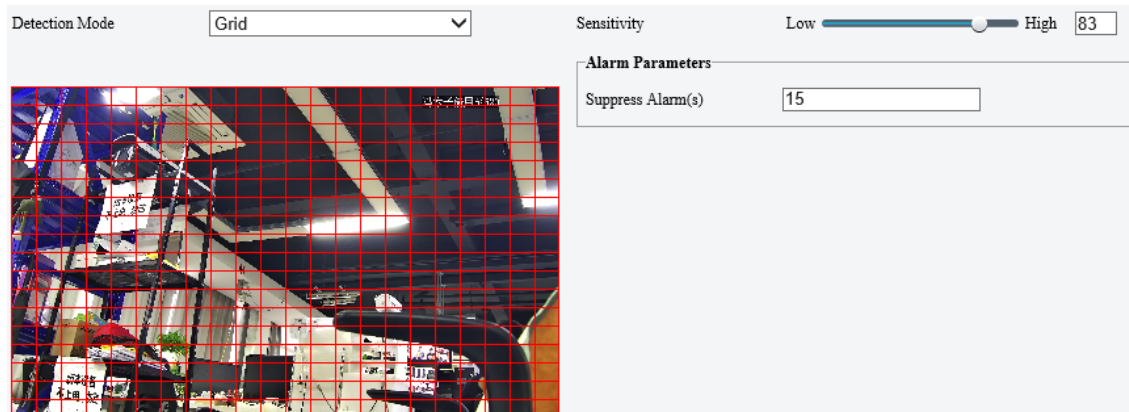 Detection Mode
Grid
Sensitivity
Low
High
83
Alarm Parameters
Suppress Alarm(s)
15